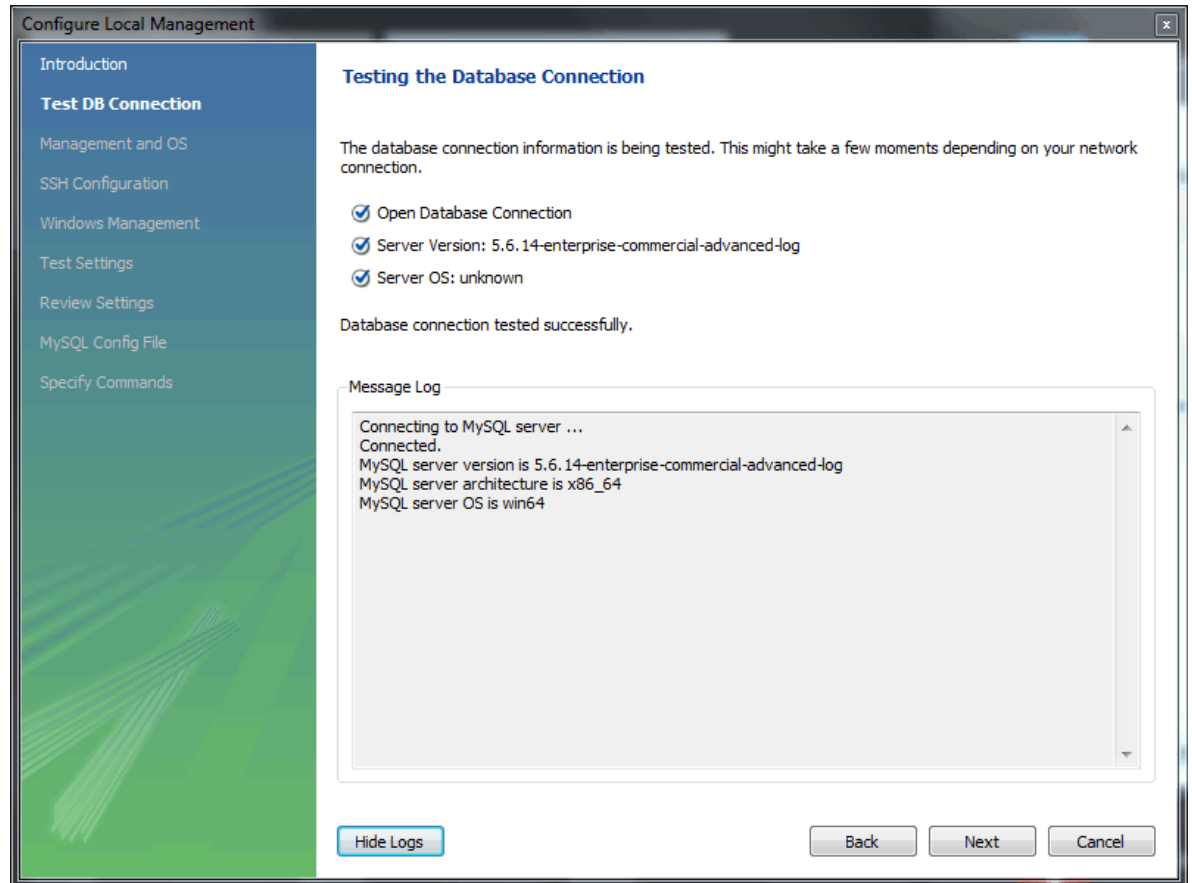 Configure Local Management
Introduction
Test DB Connection
Management and OS
SSH Configuration
Windows Management
Test Settings
Review Settings
MySQL Config File
Specify Commands
Testing the Database Connection
The database connection information is being tested. This might take a few moments depending on your network
connection.
Open Database Connection
Server Version: 5.6.14-enterprise-commercial-advanced-log
Server OS: unknown
Database connection tested successfully.
Message Log
Connecting to MySQL server ...
Connected.
MySQL server version is 5.6.14-enterprise-commercial-advanced-log
MySQL server architecture is x86_64
MySQL server OS is win64
Hide Logs
Back
Next
Cancel